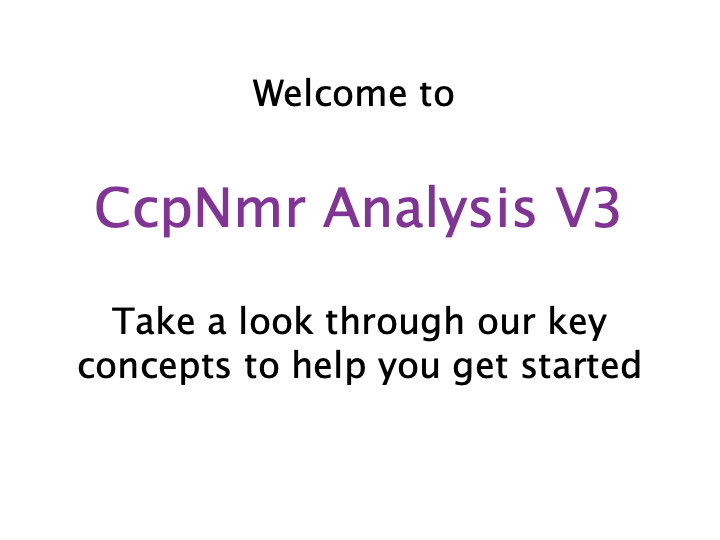 Welcome to
CcpNmr Analysis V3
Take a look through our key
concepts to help you get started